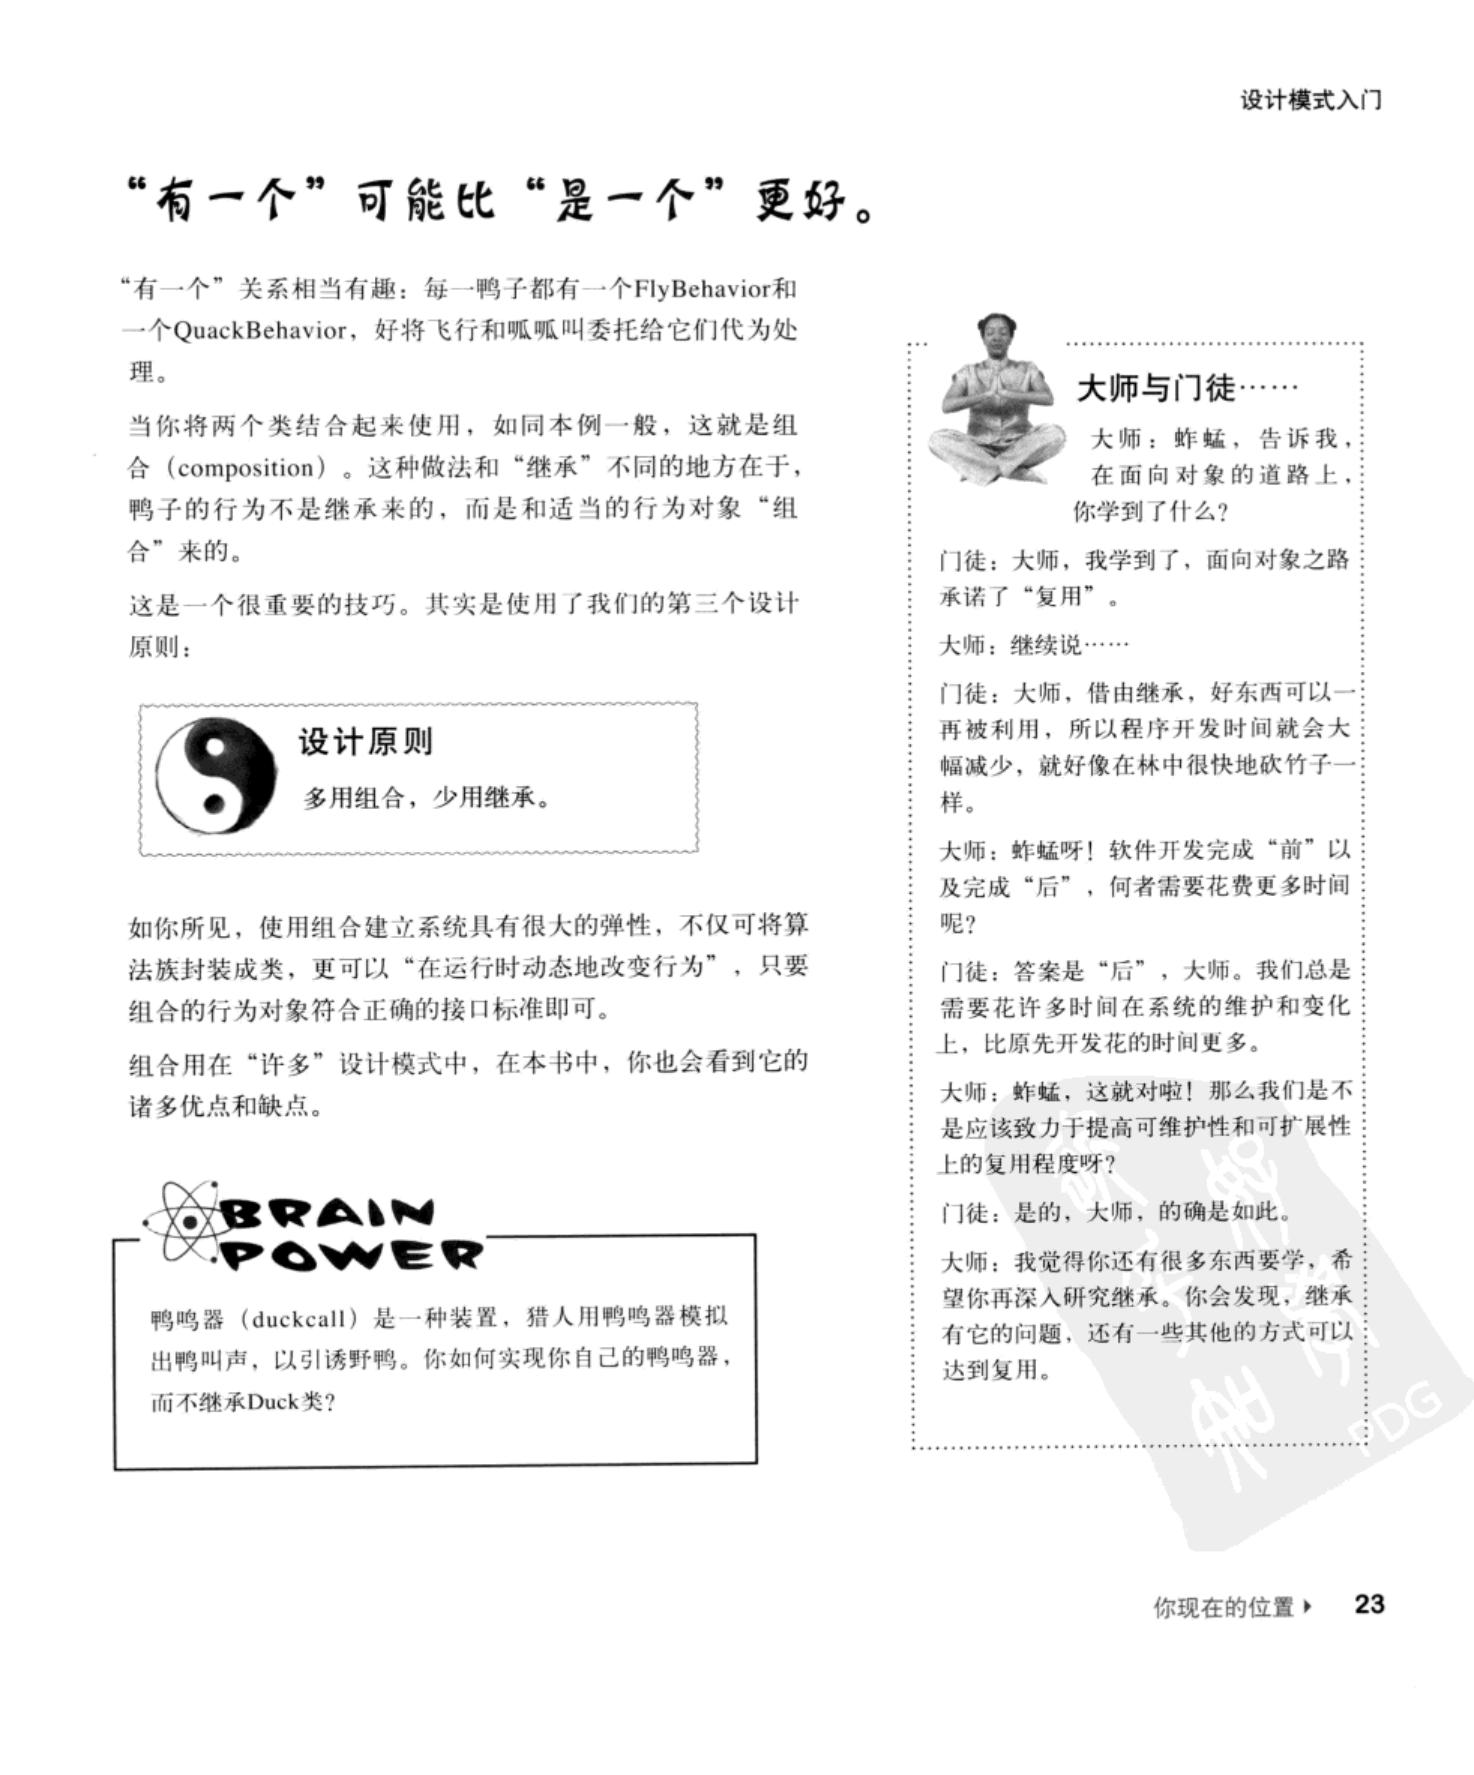 设计模式入门
“有一个”可能比“是一个”更好。
“有一个”关系相当有趣：每一鸭子都有一个FlyBehavior和
一个QuackBehavior，好将飞行和呱呱叫委托给它们代为处
理。
当你将两个类结合起来使用，如同本例一般，这就是组
合（composition）。这种做法和“继承”不同的地方在于，
鸭子的行为不是继承来的，而是和适当的行为对象“组
合”来的。
这是一个很重要的技巧。其实是使用了我们的第三个设计
原则：
设计原则
多用组合，少用继承。
如你所见，使用组合建立系统具有很大的弹性，不仅可将算
法族封装成类，更可以“在运行时动态地改变行为”，只要
组合的行为对象符合正确的接口标准即可。
组合用在“许多”设计模式中，在本书中，你也会看到它的
诸多优点和缺点。
BRAIN
POWER
鸭鸣器（duckcall）是一种装置，猎人用鸭鸣器模拟
出鸭叫声，以引诱野鸭。你如何实现你自己的鸭鸣器，
而不继承Duck类？
大师与门徒……
大师：蚱蜢，告诉我，
在面向对象的道路上，
你学到了什么？
门徒：大师，我学到了，面向对象之路
承诺了“复用”。
大师：继续说……
门徒：大师，借由继承，好东西可以一
再被利用，所以程序开发时间就会大
幅减少，就好像在林中很快地砍竹子一
样。
大师：蚱蜢呀！软件开发完成“前”以
及完成“后”，何者需要花费更多时间
呢？
门徒：答案是“后”，大师。我们总是
需要花许多时间在系统的维护和变化
上，比原先开发花的时间更多。
大师：蚱蜢，这就对啦！那么我们是不
是应该致力于提高可维护性和可扩展性
上的复用程度呀？
门徒：是的，大师，的确是如此。
大师：我觉得你还有很多东西要学，希
望你再深入研究继承。你会发现，继承
有它的问题，还有一些其他的方式可以
达到复用。
PDG
你现在的位置 23